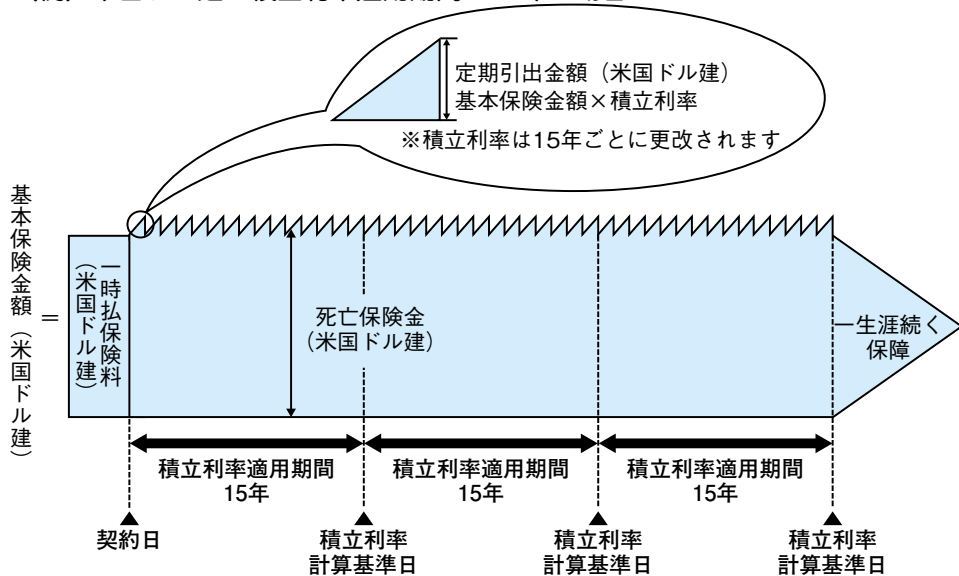 定期引出金額（米国ドル建）
基本保険金額×積立利率
※積立利率は15年ごとに更改されます
基本保険金額（米国ドル建）
＝
一時払保険料
（米国ドル建）
死亡保険金
（米国ドル建）
一生涯続く
保障
積立利率適用期間
15年
積立利率適用期間
15年
積立利率適用期間
15年
契約日
積立利率
計算基準日
積立利率
計算基準日
積立利率
計算基準日